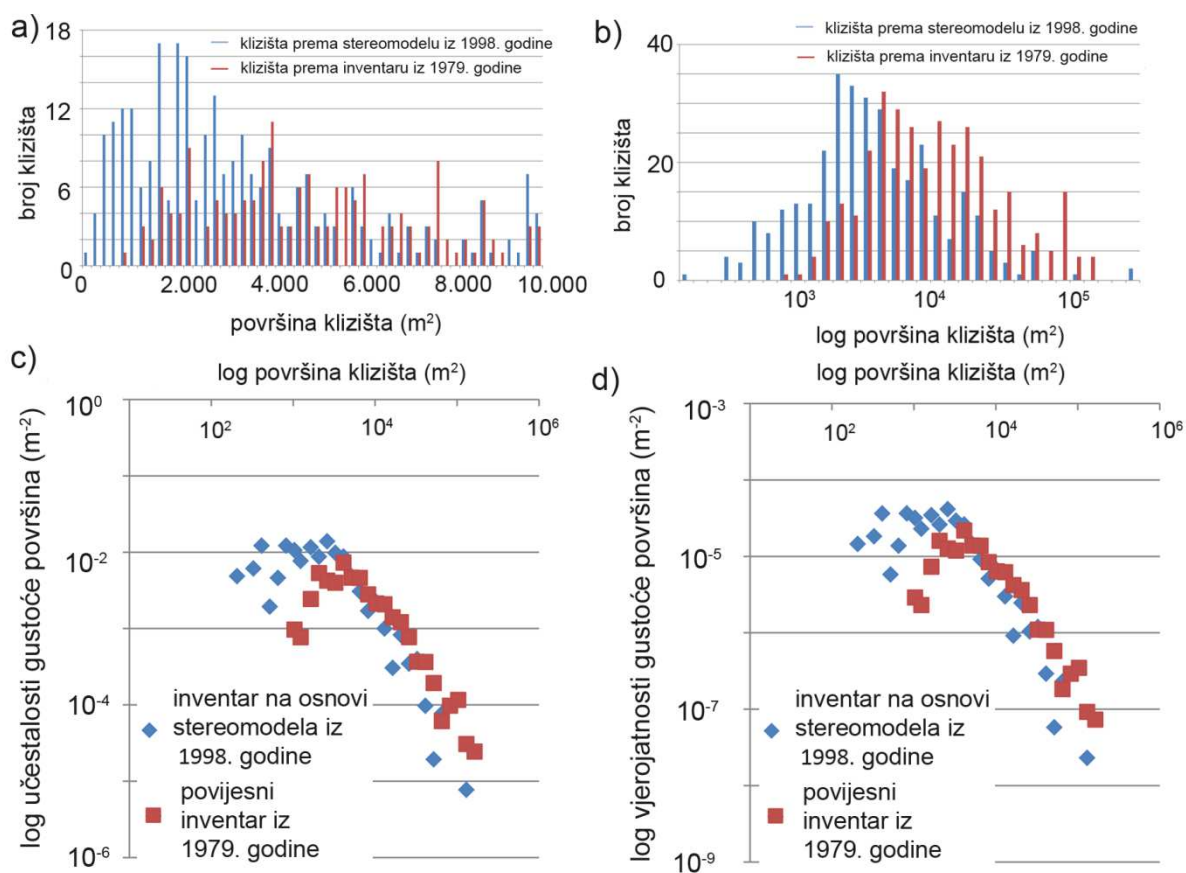 a)
18
12
6
0
broj klizišta
klizišta prema stereomodelu iz 1998. godine
klizišta prema inventaru iz 1979. godine
2.000
4.000
6.000
8.000
10.000
površina klizišta (m²)
b)
40
20
0
broj klizišta
klizišta prema stereomodelu iz 1998. godine
klizišta prema inventaru iz 1979. godine
10³
10⁴
10⁵
log površina klizišta (m²)
c)
log površina klizišta (m²)
10⁰
10⁻²
10⁻⁴
10⁻⁶
10²
10⁴
10⁶
log učestalosti gustoće površina (m⁻²)
inventar na osnovi
stereomodela iz
1998. godine
povijesni
inventar iz
1979. godine
d)
log površina klizišta (m²)
10⁻³
10⁻⁵
10⁻⁷
10⁻⁹
10²
10⁴
10⁶
log vjerojatnosti gustoće površina (m⁻²)
inventar na osnovi
stereomodela iz
1998. godine
povijesni
inventar iz
1979. godine